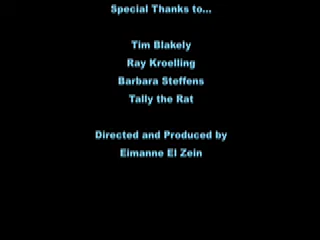 Special Thanks to...
Tim Blakely
Ray Kroelling
Barbara Steffens
Tally the Rat
Directed and Produced by
Eimanne El Zein